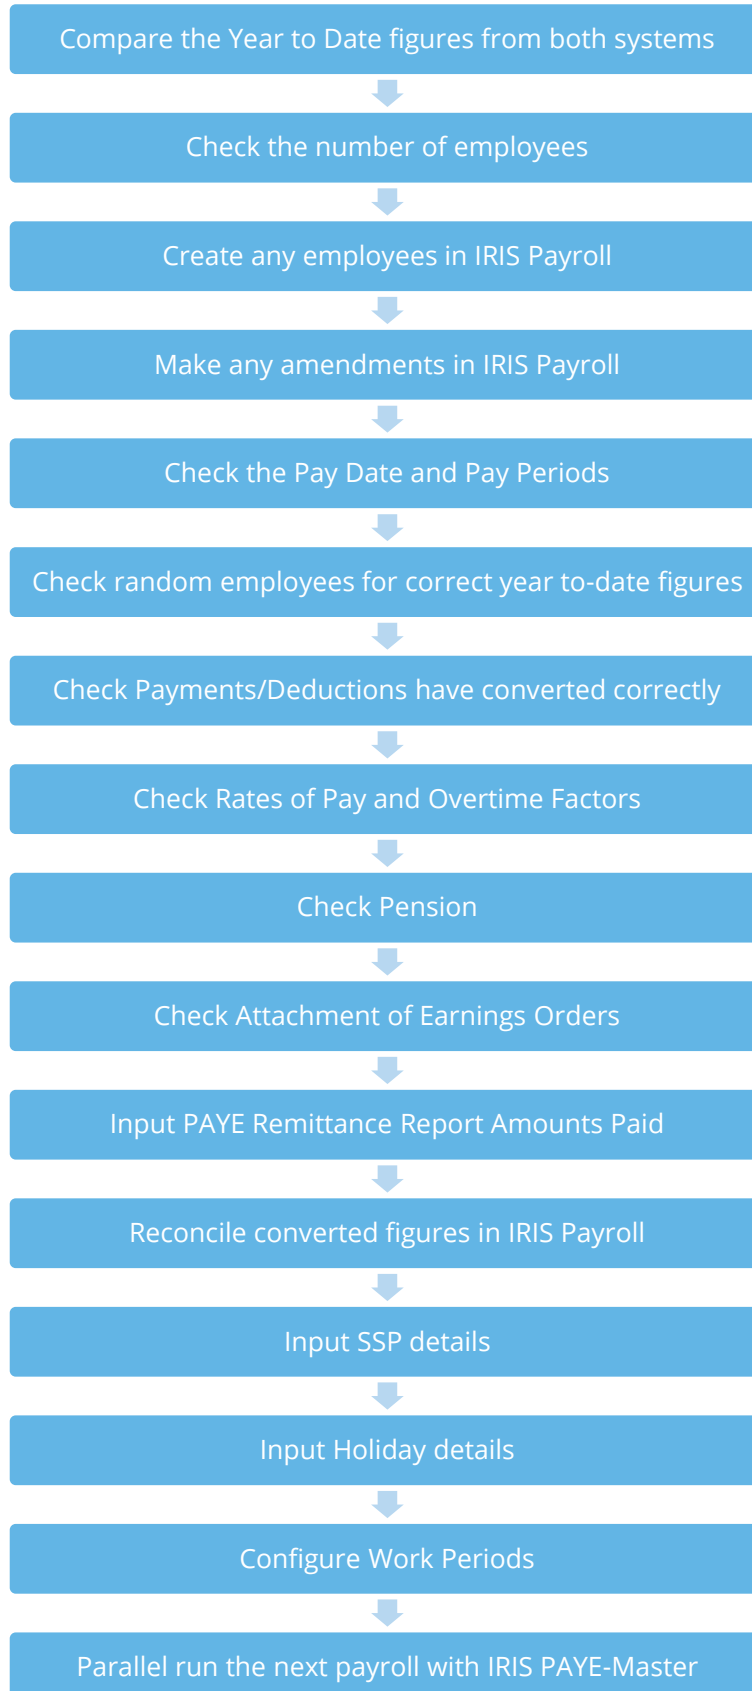 Compare the Year to Date figures from both systems
Check the number of employees
Create any employees in IRIS Payroll
Make any amendments in IRIS Payroll
Check the Pay Date and Pay Periods
Check random employees for correct year to-date figures
Check Payments/Deductions have converted correctly
Check Rates of Pay and Overtime Factors
Check Pension
Check Attachment of Earnings Orders
Input PAYE Remittance Report Amounts Paid
Reconcile converted figures in IRIS Payroll
Input SSP details
Input Holiday details
Configure Work Periods
Parallel run the next payroll with IRIS PAYE-Master